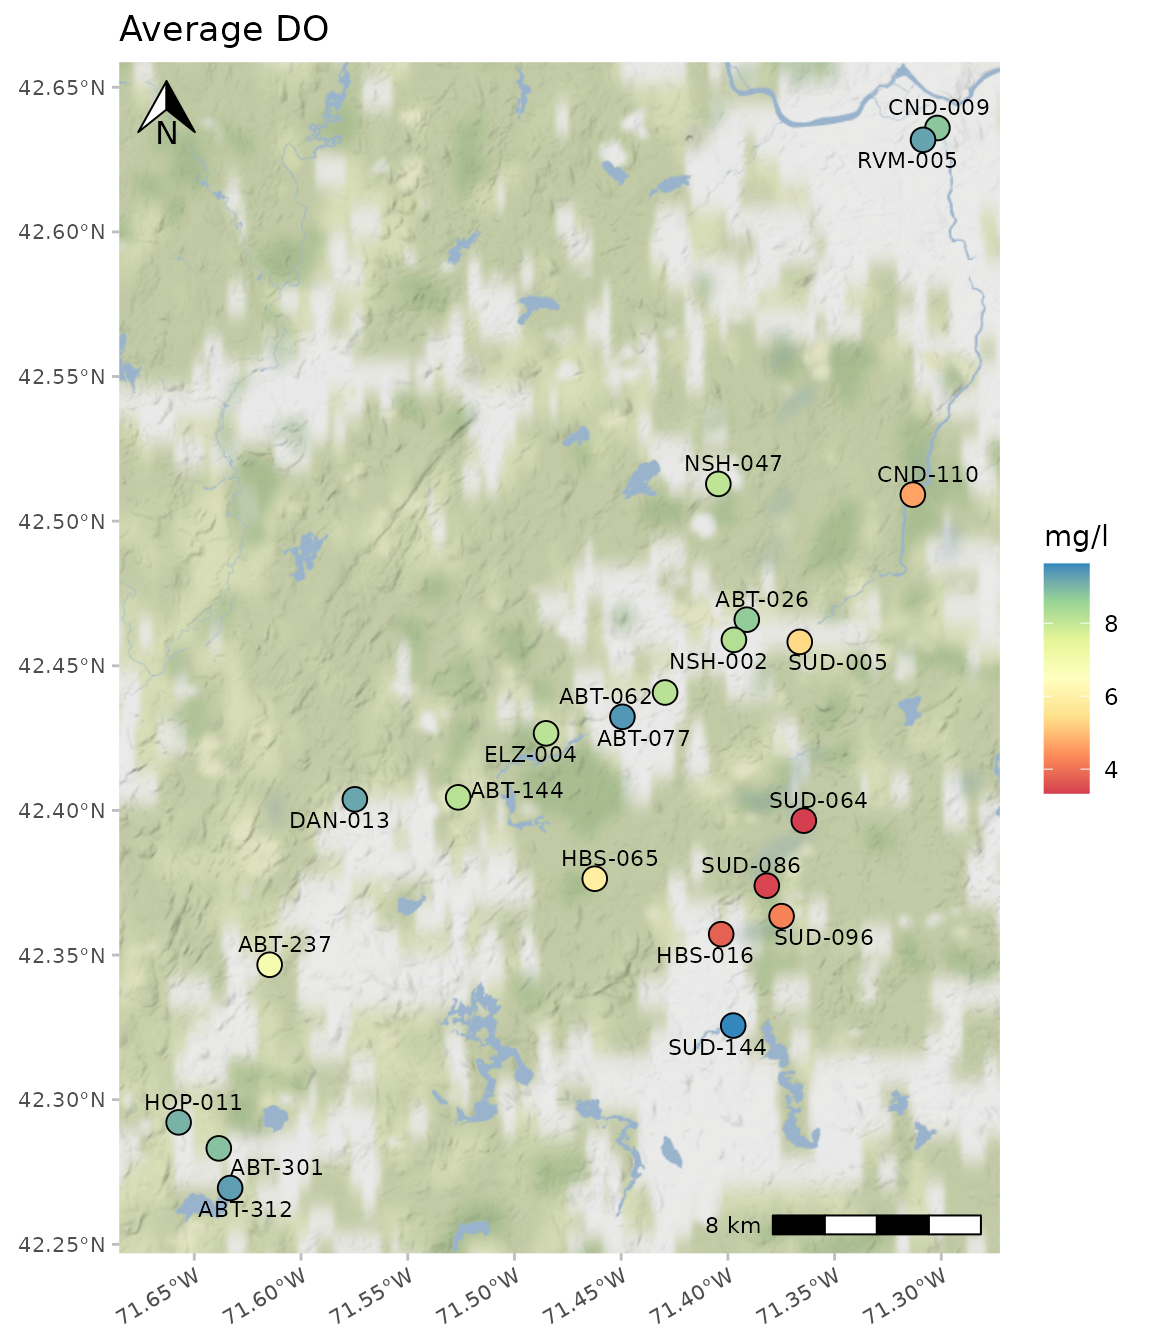 Average DO
42.65°N
N
CND-009
RVM-005
42.60°N
42.55°N
NSH-047
CND-110
42.50°N
mg/l
ABT-026
8
NSH-002
SUD-005
42.45°N
ABT-062
6
ABT-077
ELZ-004
4
ABT-144
SUD-064
42.40°N
DAN-013
HBS-065
SUD-086
SUD-096
ABT-237
HBS-016
42.35°N
SUD-144
42.30°N
HOP-011
ABT-301
ABT-312
8 km
42.25°N
71.65°W
71.60°W
71.55°W
71.50°W
71.45°W
71.40°W
71.35°W
71.30°W